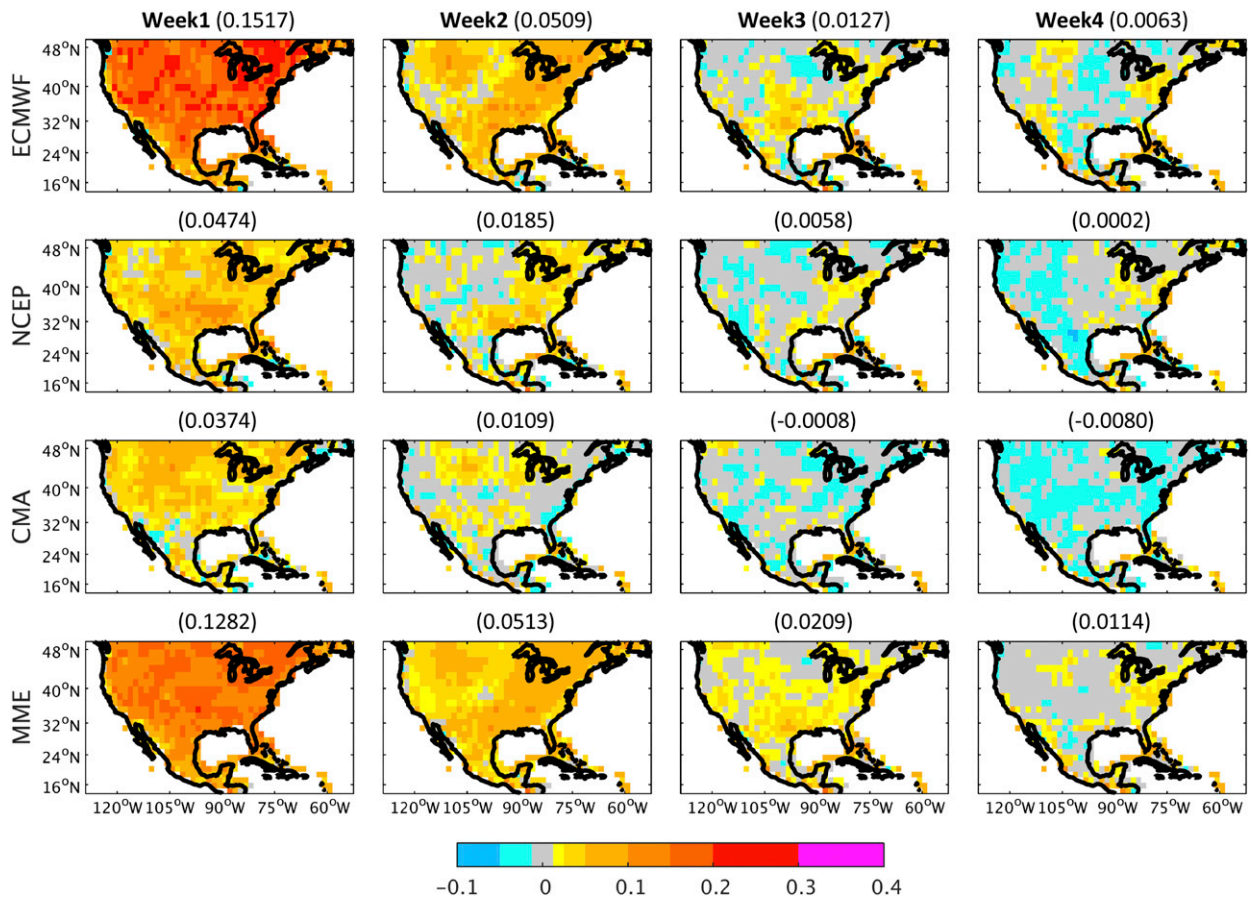 Week1 (0.1517) Week2 (0.0509) Week3 (0.0127) Week4 (0.0063)
ECMWF
48°N
40°N
32°N
24°N
16°N
(0.0474) (0.0185) (0.0058) (0.0002)
NCEP
48°N
40°N
32°N
24°N
16°N
(0.0374) (0.0109) (-0.0008) (-0.0080)
CMA
48°N
40°N
32°N
24°N
16°N
(0.1282) (0.0513) (0.0209) (0.0114)
MME
48°N
40°N
32°N
24°N
16°N
120°W 105°W 90°W 75°W 60°W 120°W 105°W 90°W 75°W 60°W 120°W 105°W 90°W 75°W 60°W 120°W 105°W 90°W 75°W 60°W
−0.1 0 0.1 0.2 0.3 0.4